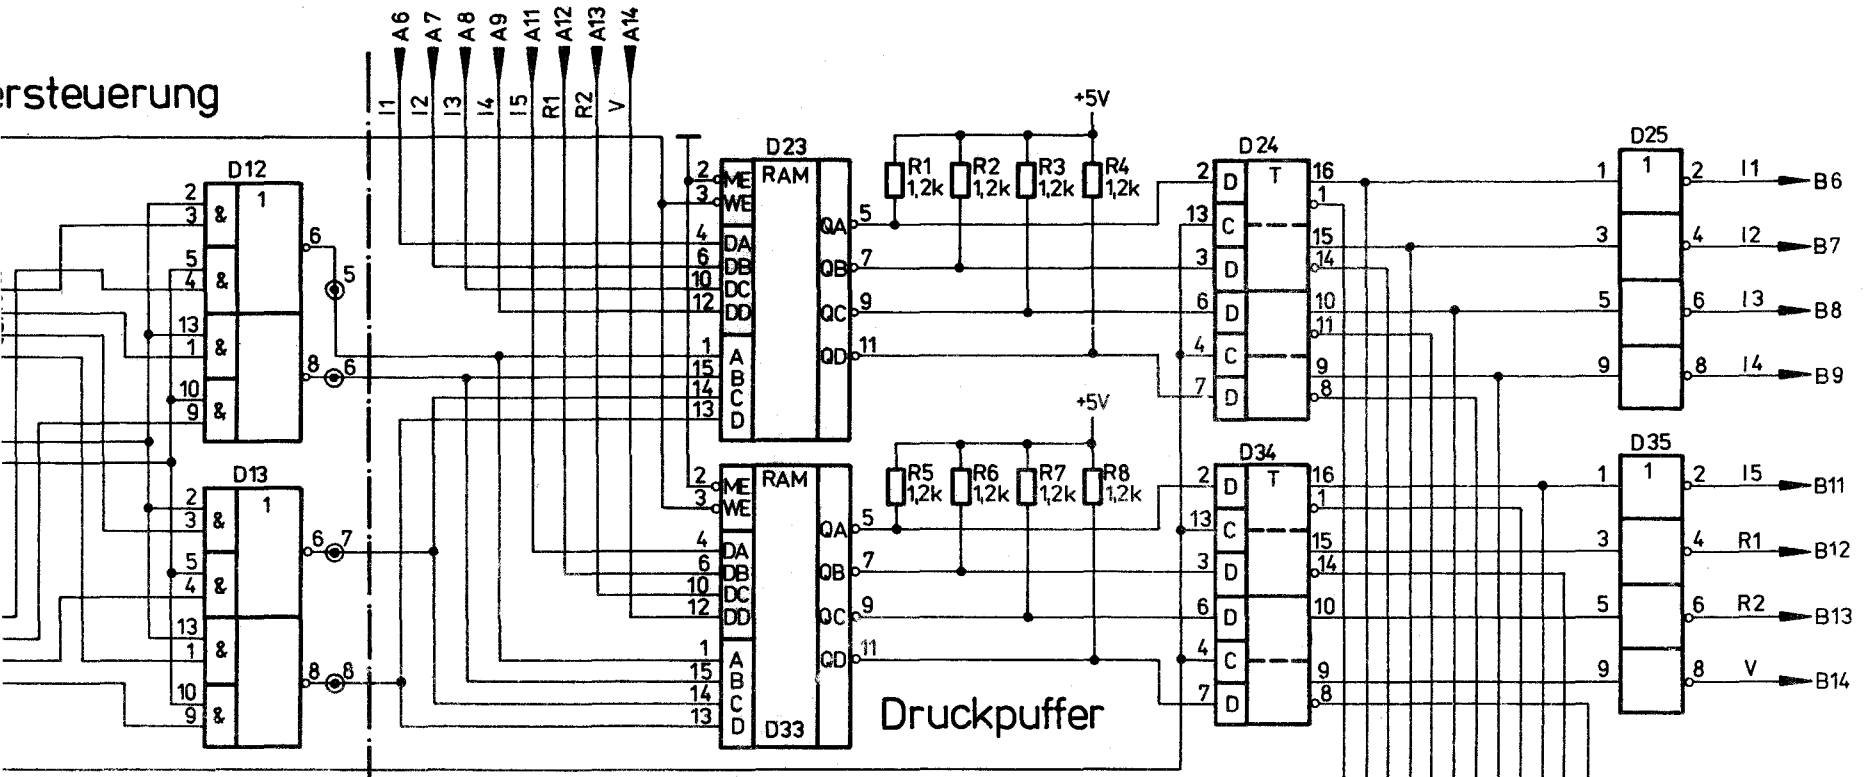 A6 A7 A8 A9 A11 A12 A13 A14
I1 I2 I3 I4 I5 R1 R2 V
ersteuerung
D12
1
2
3
&
5
4
&
13
1
&
10
9
&
6
5
8
6
D13
1
2
3
&
5
4
&
13
1
&
10
9
&
6
7
8
8
D23
RAM
2 ME
3 WE
4 DA
6 DB
10 DC
12 DD
1 A
15 B
14 C
13 D
QA 5
QB 7
QC 9
QD 11
+5V
R1 1,2k
R2 1,2k
R3 1,2k
R4 1,2k
RAM
2 ME
3 WE
4 DA
6 DB
10 DC
12 DD
1 A
15 B
14 C
13 D
D33
QA 5
QB 7
QC 9
QD 11
+5V
R5 1,2k
R6 1,2k
R7 1,2k
R8 1,2k
Druckpuffer
D24
T
2 D
13 C
3 D
6 D
4 C
7 D
16
1
15
14
10
11
9
8
D34
T
2 D
13 C
3 D
6 D
4 C
7 D
16
1
15
14
10
9
8
D25
1
1 2 I1 B6
3 4 I2 B7
5 6 I3 B8
9 8 I4 B9
D35
1
1 2 I5 B11
3 4 R1 B12
5 6 R2 B13
9 8 V B14